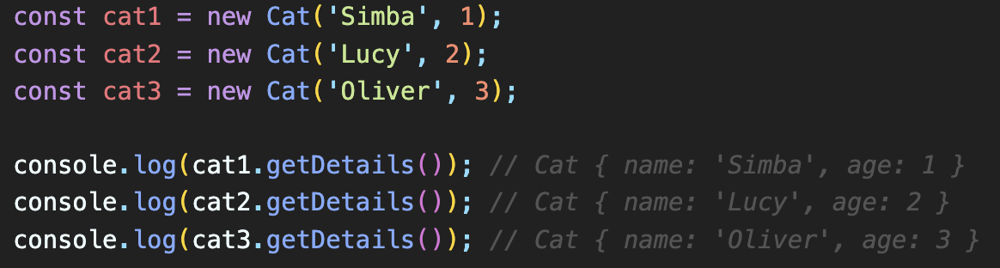 const cat1 = new Cat('Simba', 1);
const cat2 = new Cat('Lucy', 2);
const cat3 = new Cat('Oliver', 3);
console.log(cat1.getDetails()); // Cat { name: 'Simba', age: 1 }
console.log(cat2.getDetails()); // Cat { name: 'Lucy', age: 2 }
console.log(cat3.getDetails()); // Cat { name: 'Oliver', age: 3 }